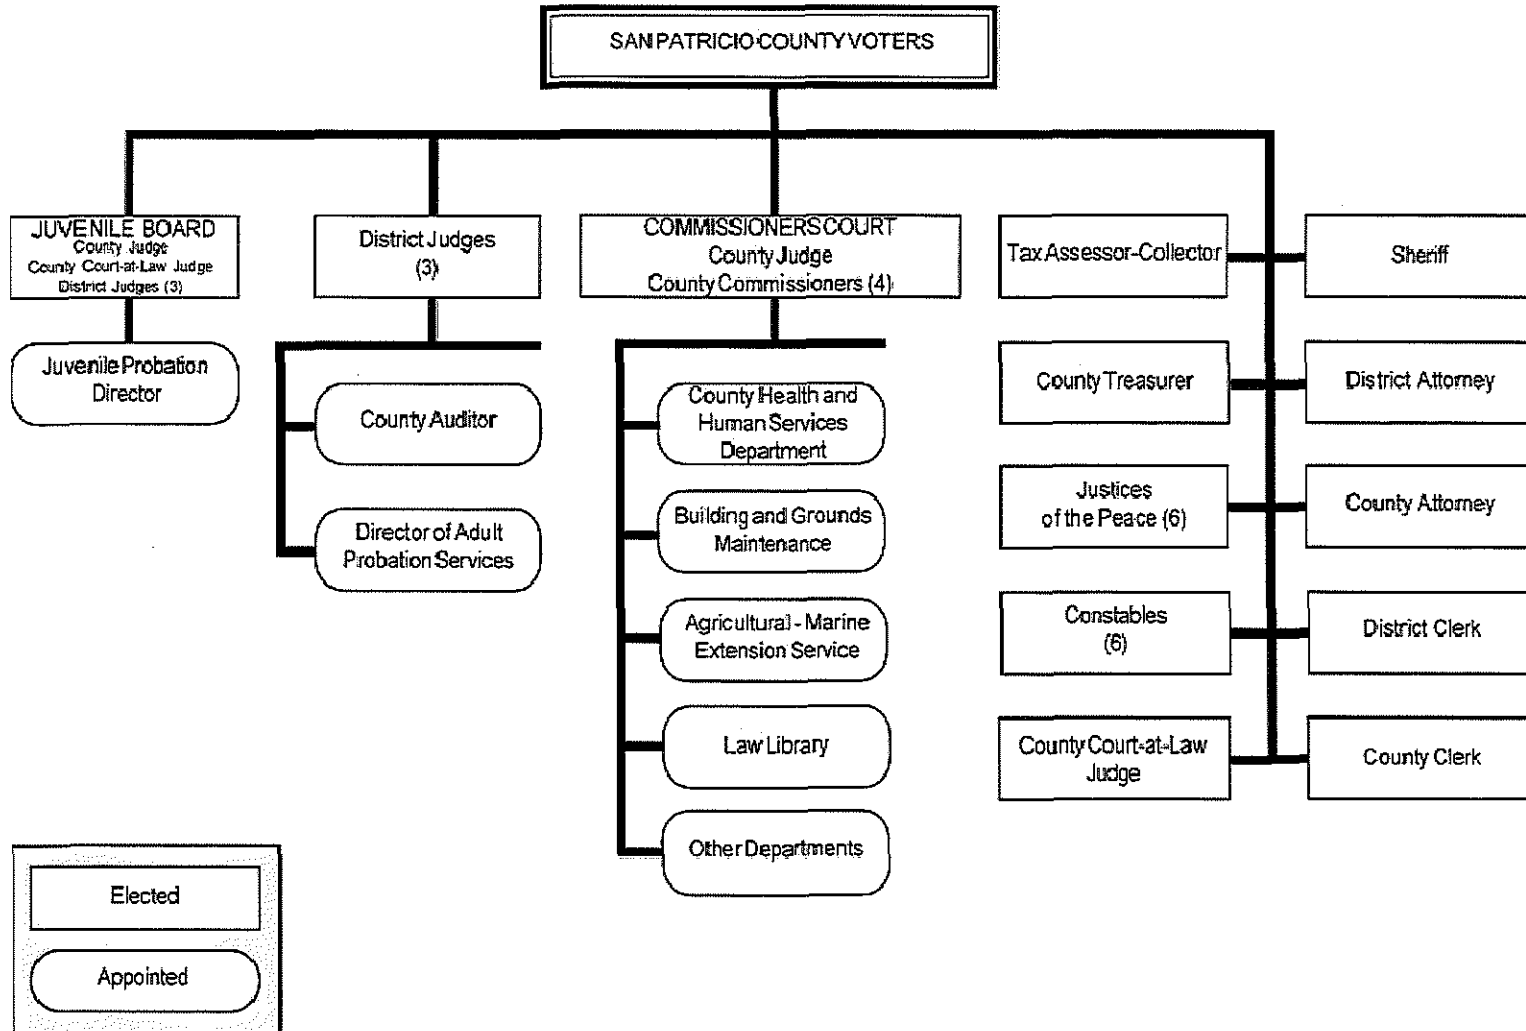 SAN PATRICIO COUNTY VOTERS
JUVENILE BOARD
County Judge
County Court-at-Law Judge
District Judges (3)
Juvenile Probation
Director
District Judges
(3)
County Auditor
Director of Adult
Probation Services
COMMISSIONERS COURT
County Judge
County Commissioners (4)
County Health and
Human Services
Department
Building and Grounds
Maintenance
Agricultural - Marine
Extension Service
Law Library
Other Departments
Tax Assessor-Collector
Sheriff
County Treasurer
District Attorney
Justices
of the Peace (6)
County Attorney
Constables
(6)
District Clerk
County Court-at-Law
Judge
County Clerk
Elected
Appointed